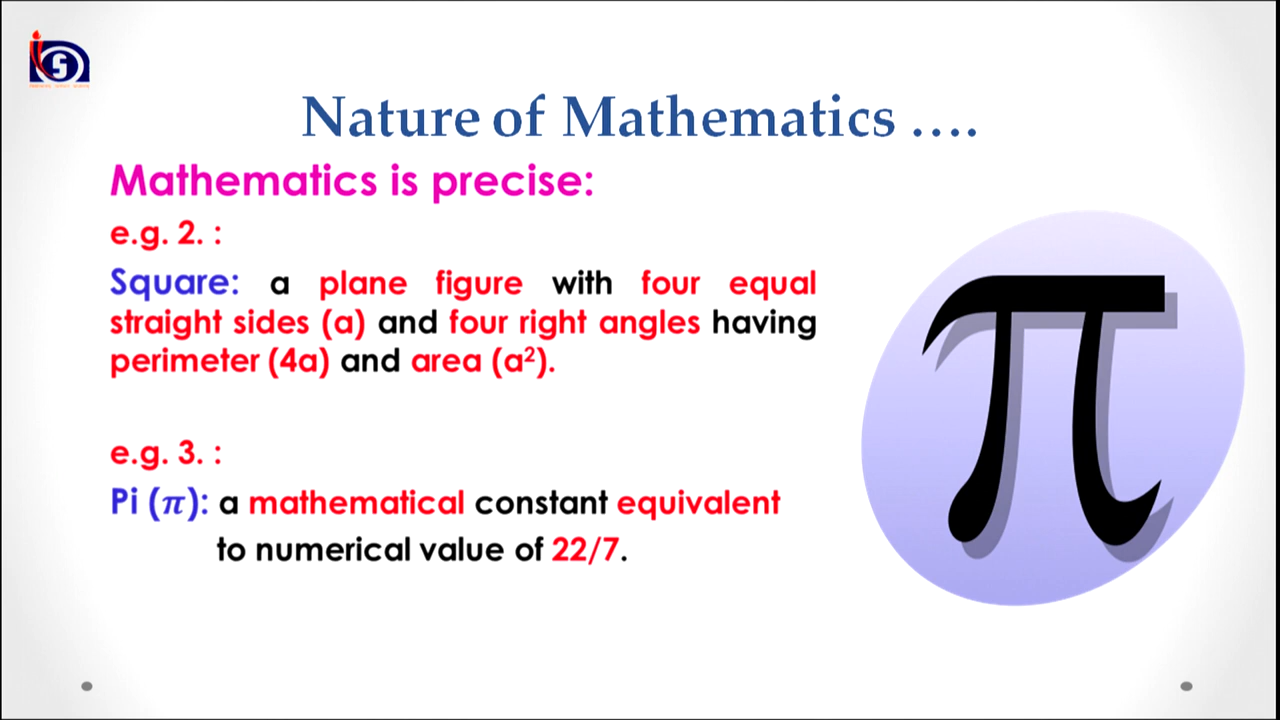 Nature of Mathematics ....
Mathematics is precise:
e.g. 2. :
Square: a plane figure with four equal
straight sides (a) and four right angles having
perimeter (4a) and area (a²).
e.g. 3. :
Pi (π): a mathematical constant equivalent
to numerical value of 22/7.
π